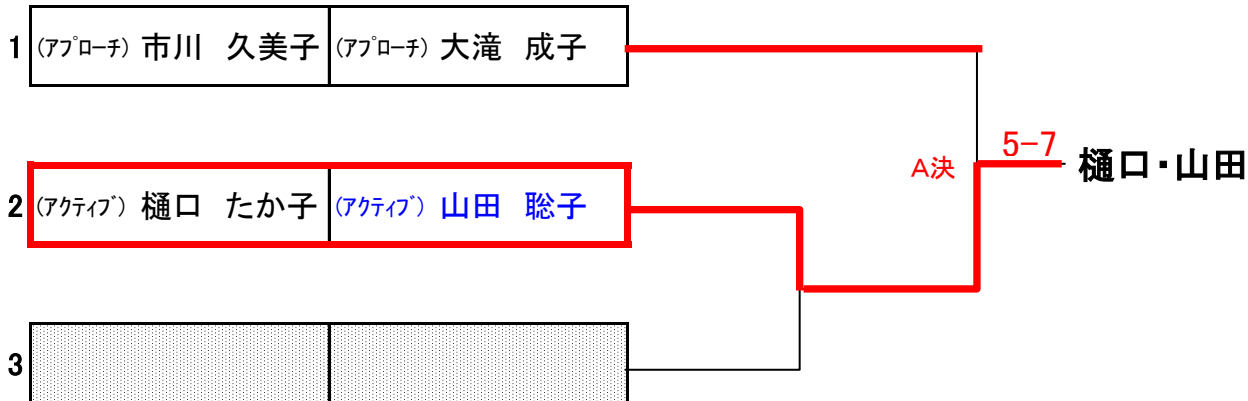 1 (アプローチ) 市川 久美子 (アプローチ) 大滝 成子
5-7
A決 樋口・山田
2 (アクティブ) 樋口 たか子 (アクティブ) 山田 聡子
3